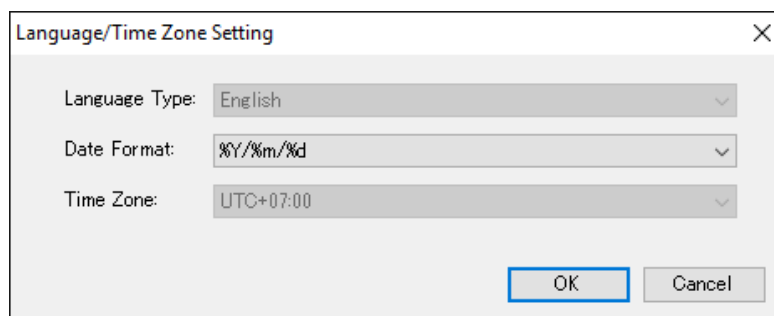 Language/Time Zone Setting
Language Type: English
Date Format: %Y/%m/%d
Time Zone: UTC+07:00
OK Cancel